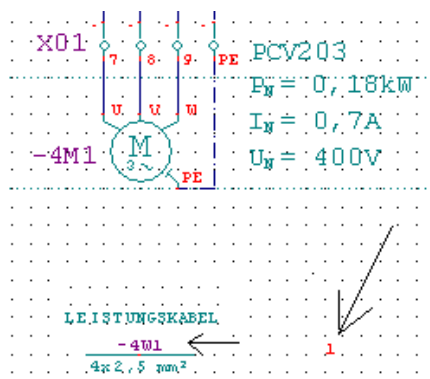 X01 7 8 9 PE PCV203
PN = 0,18kW
U V W IN = 0,7A
-4M1 M 3~ UN = 400V
PE
LEISTUNGSKABEL
-4W1 1
4x2,5 mm²